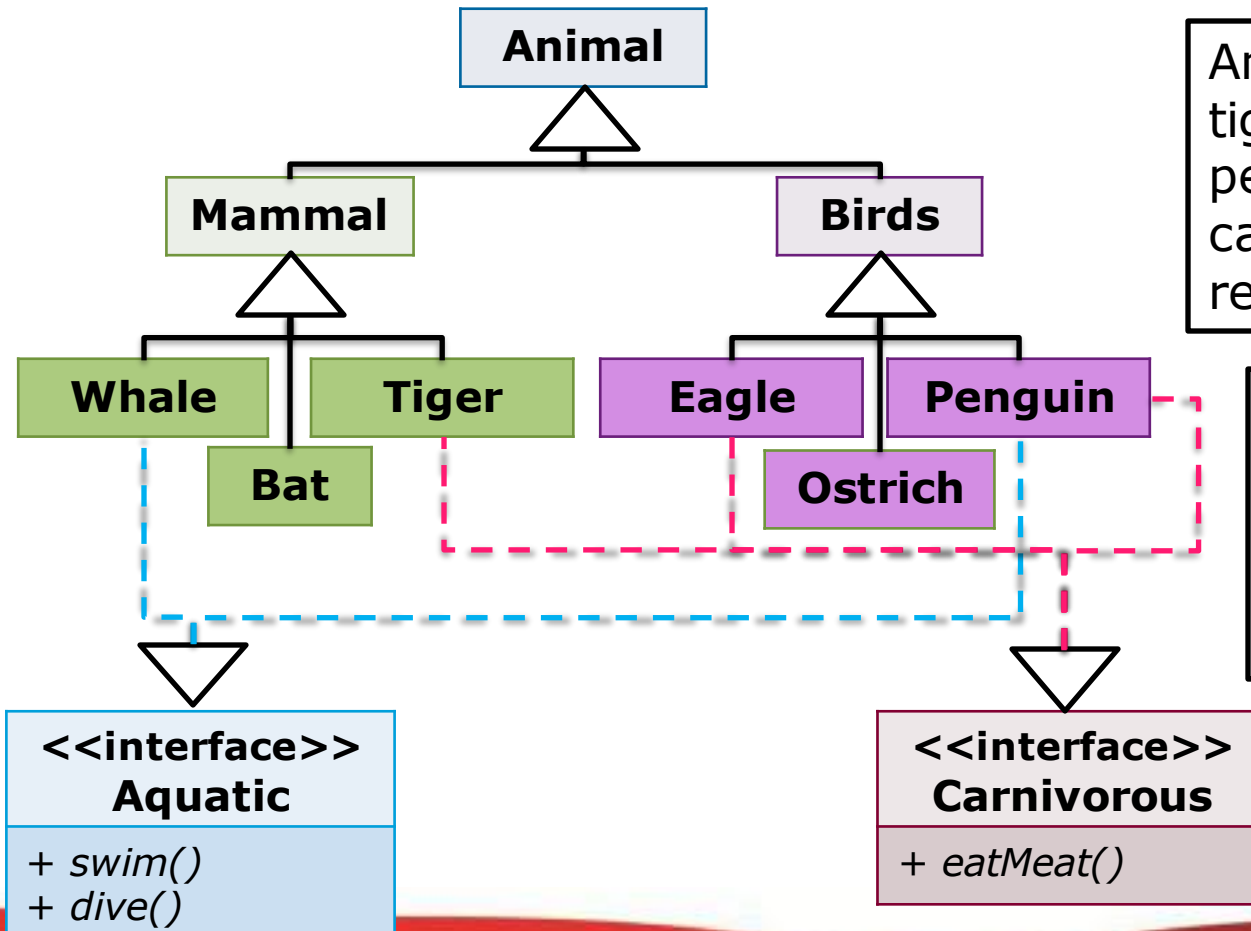 Animal
Mammal
Birds
Whale
Tiger
Eagle
Penguin
Bat
Ostrich
<<interface>>
Aquatic
+ swim()
+ dive()
<<interface>>
Carnivorous
+ eatMeat()